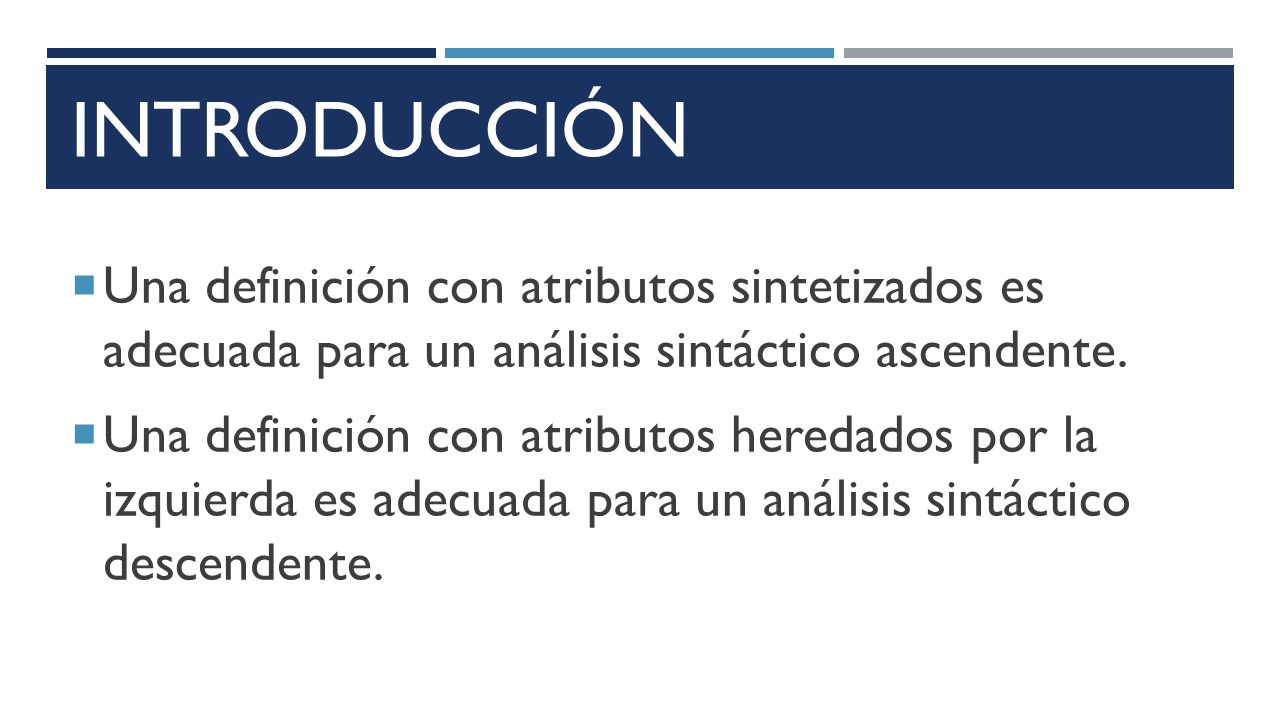 INTRODUCCIÓN
▪Una definición con atributos sintetizados es
adecuada para un análisis sintáctico ascendente.
▪Una definición con atributos heredados por la
izquierda es adecuada para un análisis sintáctico
descendente.